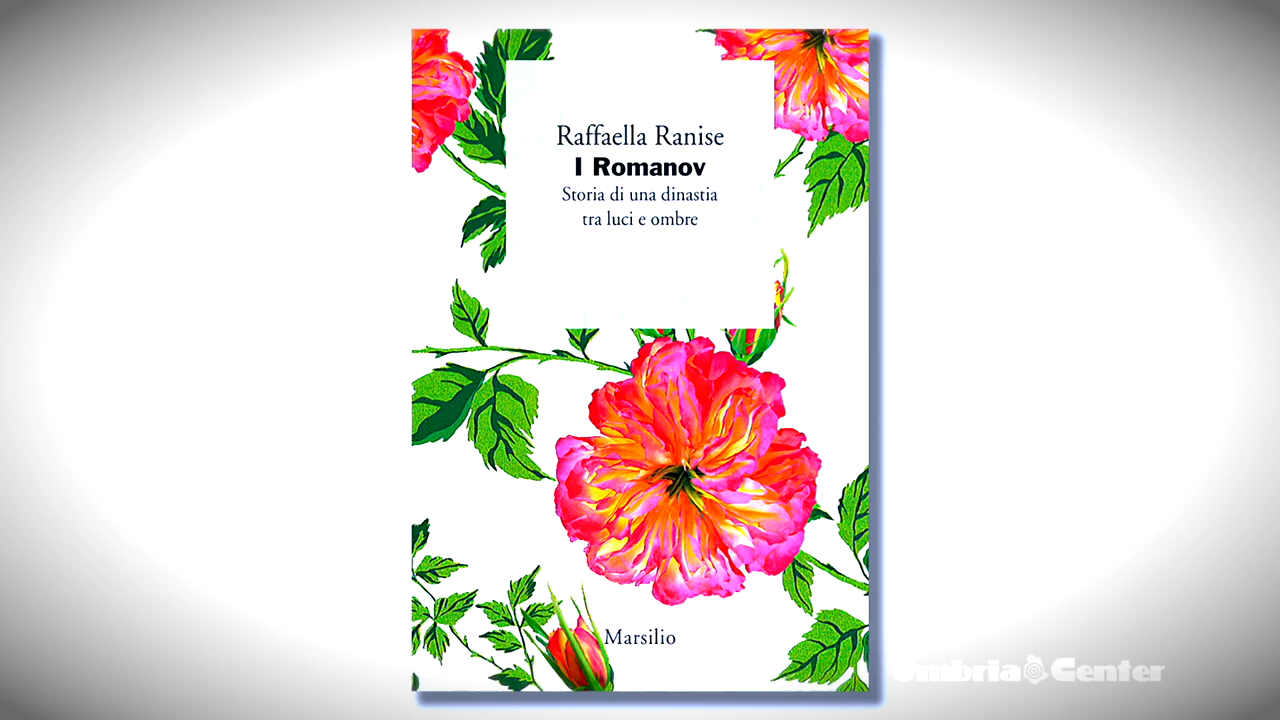 Raffaella Ranise
I Romanov
Storia di una dinastia
tra luci e ombre
Marsilio
Umbria Center